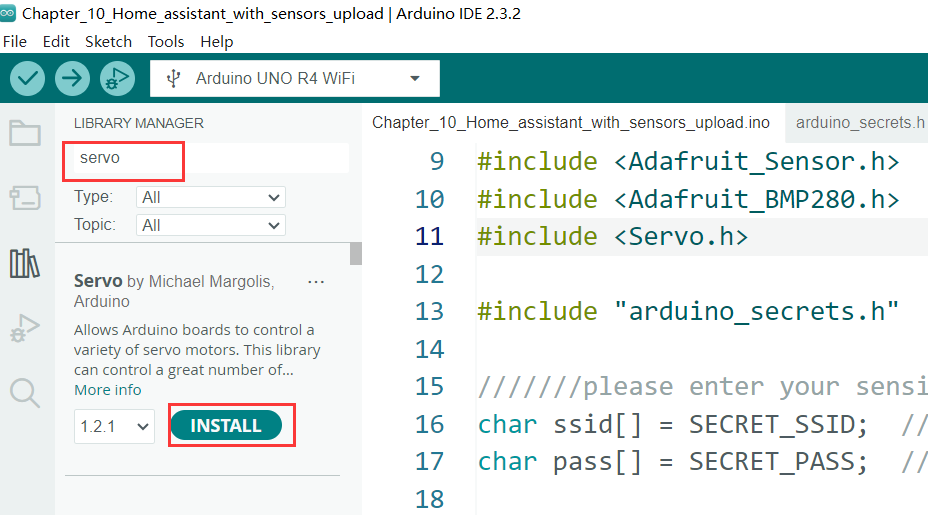 Chapter_10_Home_assistant_with_sensors_upload | Arduino IDE 2.3.2
File Edit Sketch Tools Help
Arduino UNO R4 WiFi
LIBRARY MANAGER
servo
Type: All
Topic: All
Servo by Michael Margolis,
Arduino
Allows Arduino boards to control a
variety of servo motors. This library
can control a great number of...
More info
1.2.1 INSTALL
Chapter_10_Home_assistant_with_sensors_upload.ino arduino_secrets.h
9 #include <Adafruit_Sensor.h>
10 #include <Adafruit_BMP280.h>
11 #include <Servo.h>
12
13 #include "arduino_secrets.h"
14
15 ///////please enter your sensi
16 char ssid[] = SECRET_SSID; //
17 char pass[] = SECRET_PASS; //
18